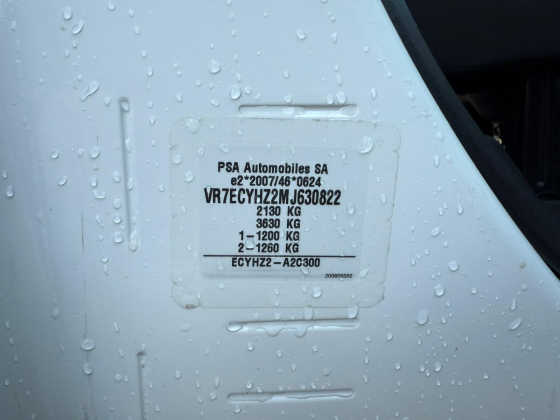 PSA Automobiles SA
e2*2007/46*0624
VR7ECYHZ2MJ630822
2130 KG
3630 KG
1-1200 KG
2-1260 KG
ECYHZ2-A2C300